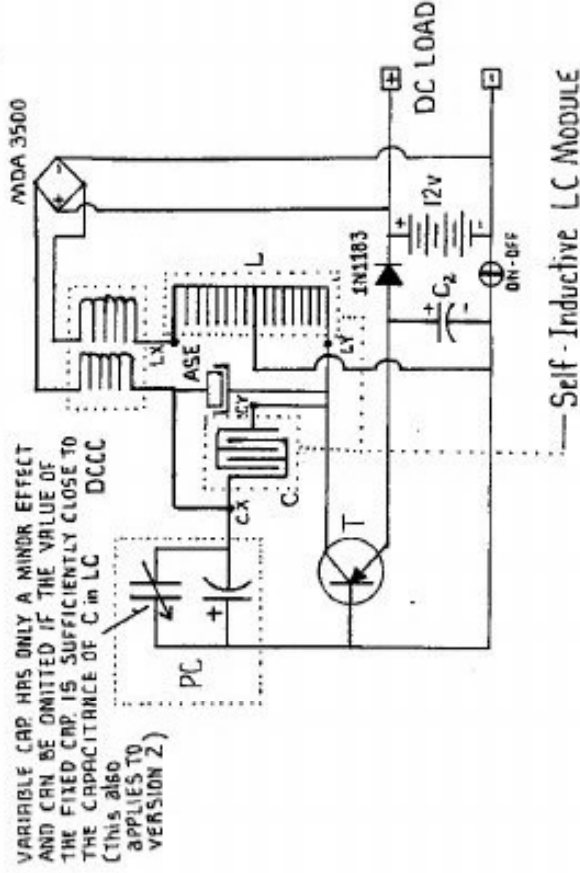 MDA 3500
VARIABLE CAP. HAS ONLY A MINOR EFFECT
AND CAN BE OMITTED IF THE VALUE OF
THE FIXED CAP. IS SUFFICIENTLY CLOSE TO
THE CAPACITANCE OF C in LC
(This also
APPLIES TO
VERSION 2)
DCCC
+
-
LX
L
ASE
CY
CX
C
LY
PC
+
T
1N1183
+
12V
-
+
C2
-
ON-OFF
+
DC LOAD
-
Self-Inductive LC MODULE